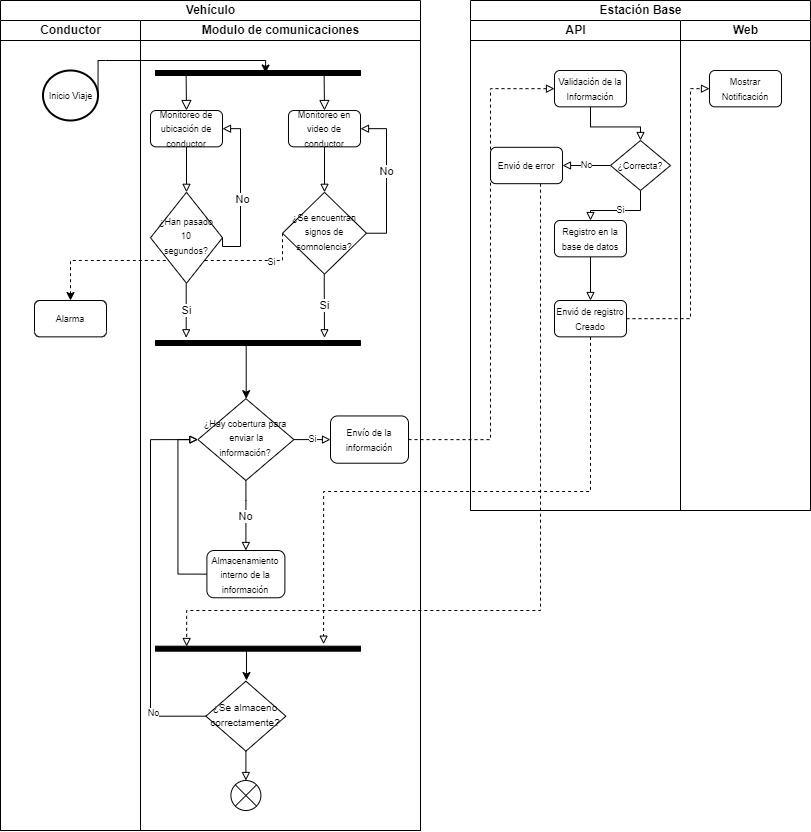 Vehículo
Estación Base
Conductor
Modulo de comunicaciones
API
Web
Inicio Viaje
Monitoreo de
ubicación de
conductor
Monitoreo en
video de
conductor
Validación de la
Información
Mostrar
Notificación
No
No
Envió de error
No
¿Correcta?
¿Han pasado
10
segundos?
¿Se encuentran
signos de
somnolencia?
Si
Si
Registro en la
base de datos
Alarma
Si
Si
Envió de registro
Creado
¿Hay cobertura para
enviar la
información?
Si
Envío de la
información
No
Almacenamiento
interno de la
información
¿Se almaceno
correctamente?
No